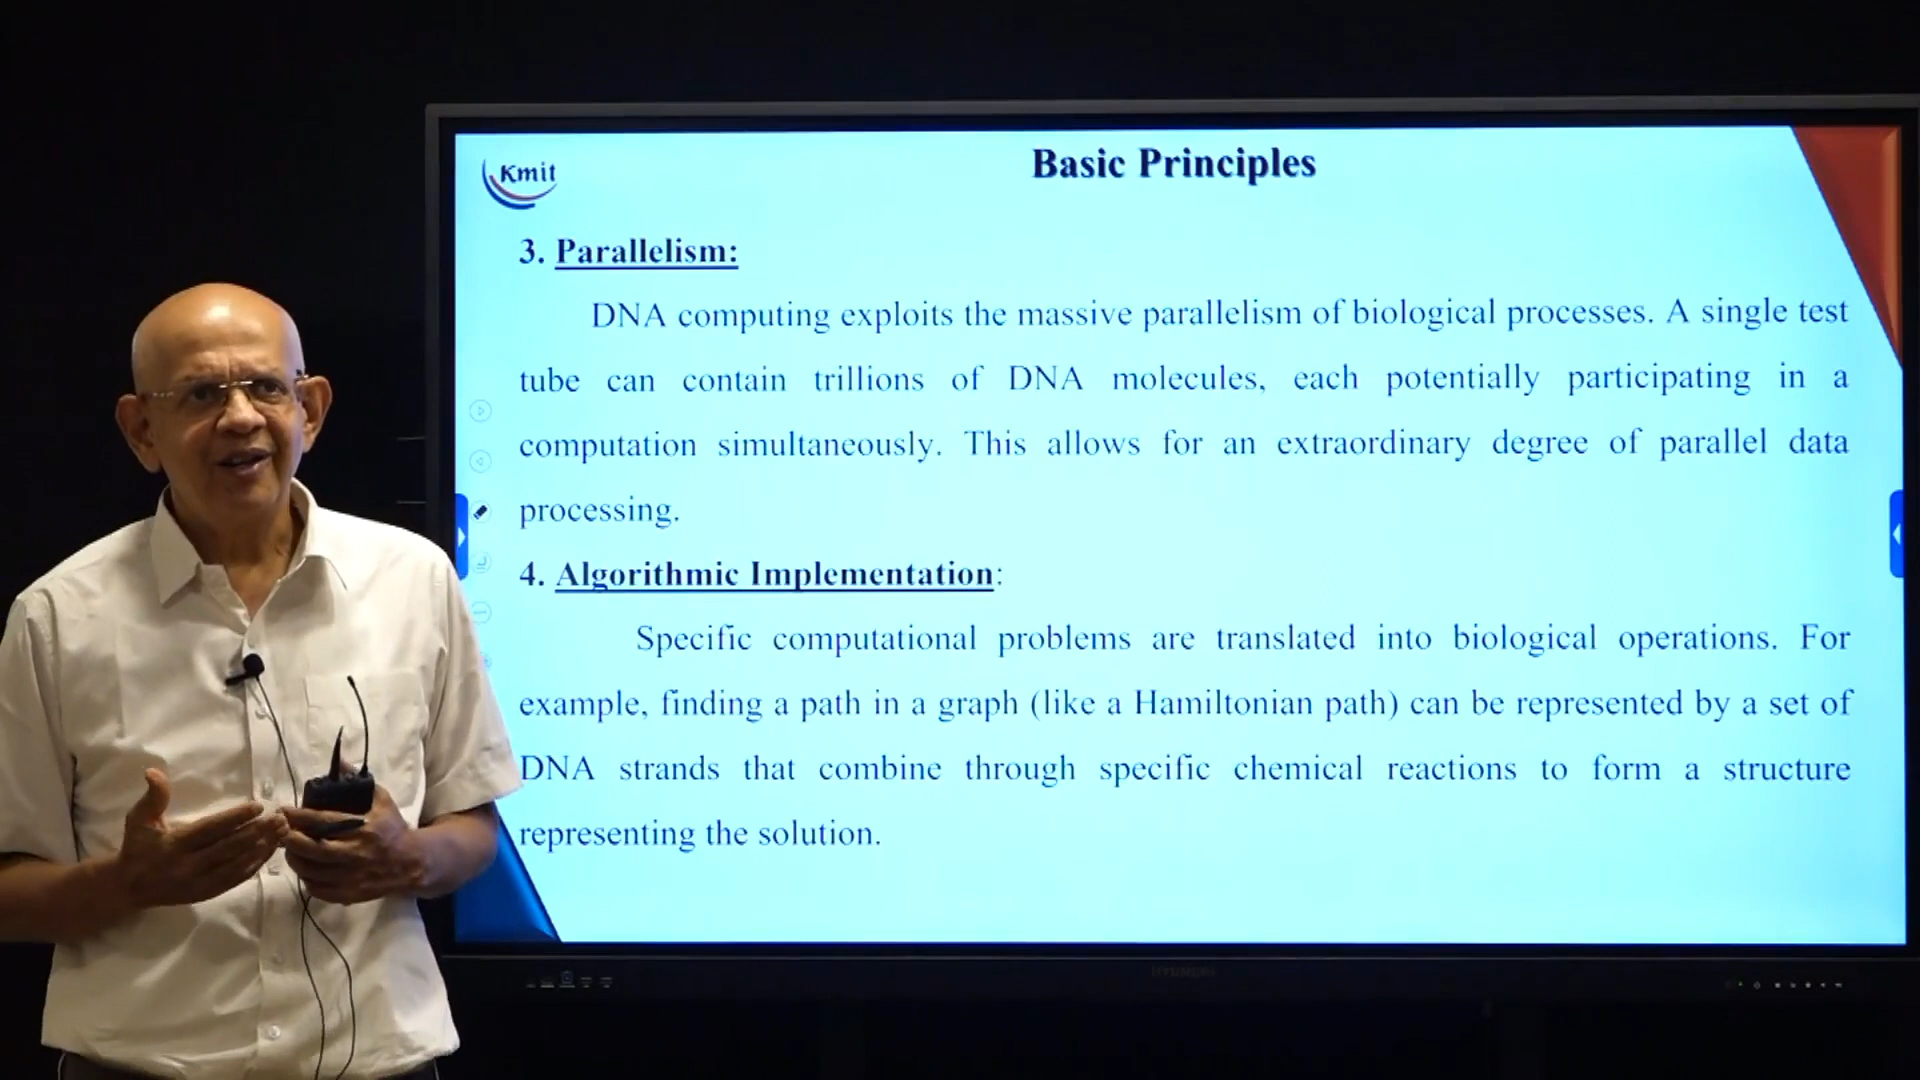 Kmit
Basic Principles
3. Parallelism:
DNA computing exploits the massive parallelism of biological processes. A single test
tube can contain trillions of DNA molecules, each potentially participating in a
computation simultaneously. This allows for an extraordinary degree of parallel data
processing.
4. Algorithmic Implementation:
Specific computational problems are translated into biological operations. For
example, finding a path in a graph (like a Hamiltonian path) can be represented by a set of
DNA strands that combine through specific chemical reactions to form a structure
representing the solution.
HYUNDAI